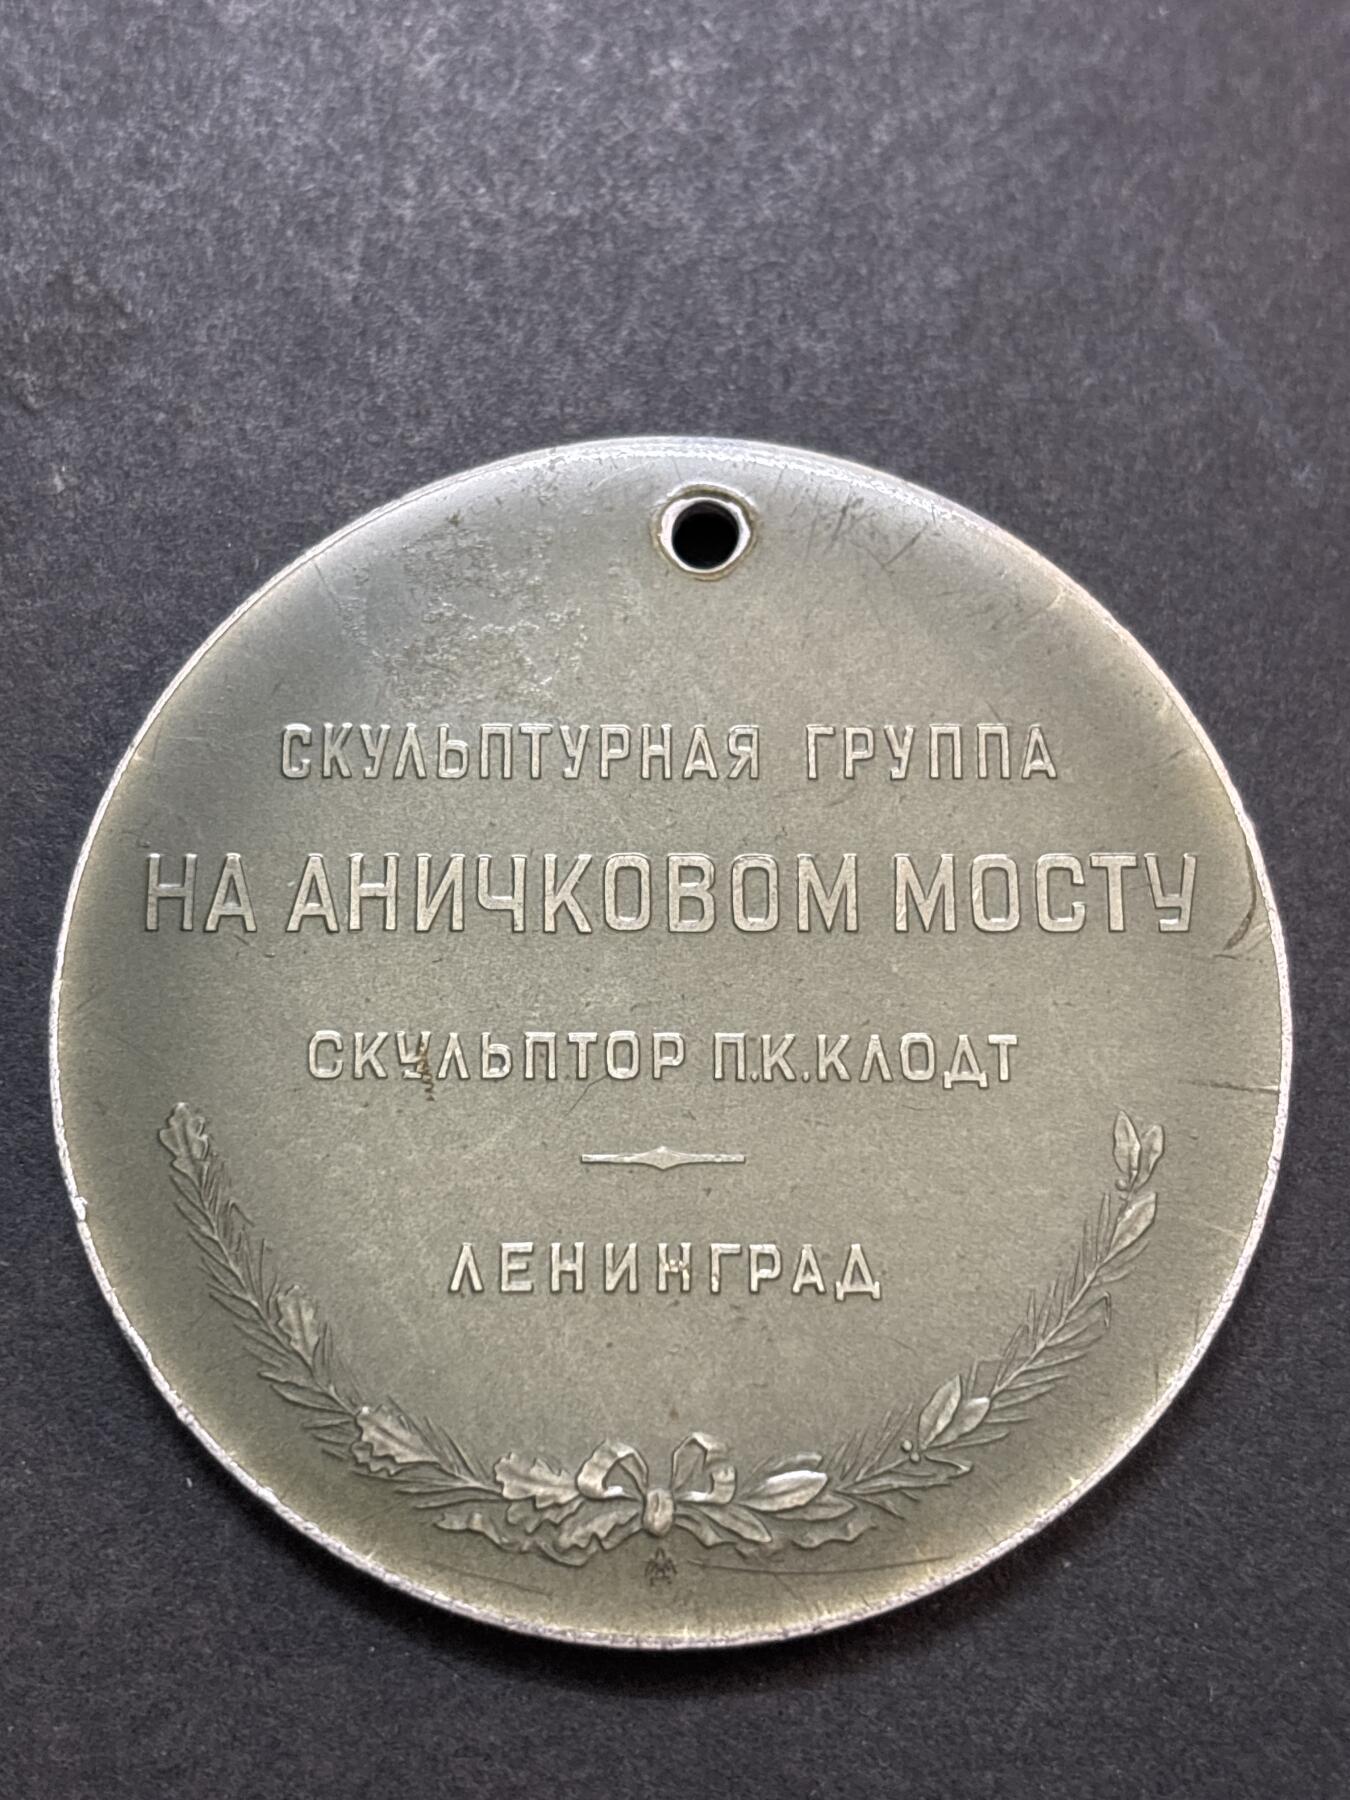 СКУЛЬПТУРНАЯ ГРУППА
НА АНИЧКОВОМ МОСТУ
СКУЛЬПТОР П.К.КЛОДТ
ЛЕНИНГРАД